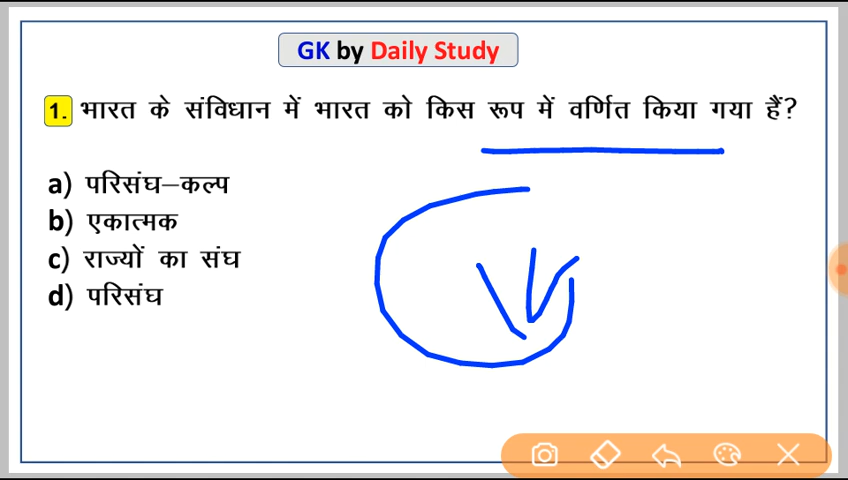 GK by Daily Study
1. भारत के संविधान में भारत को किस रूप में वर्णित किया गया हैं?
a) परिसंघ–कल्प
b) एकात्मक
c) राज्यों का संघ
d) परिसंघ